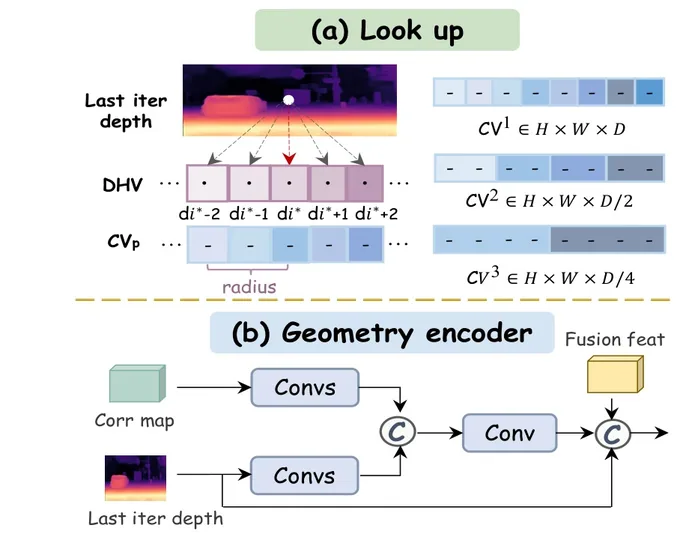 (a) Look up
Last iter
depth
DHV ... ...
di*-2 di*-1 di* di*+1 di*+2
CVp ... ...
radius
- - - - - - - -
CV¹ ∈ H × W × D
- - - - - - - -
CV² ∈ H × W × D/2
- - - - - - - -
CV³ ∈ H × W × D/4
(b) Geometry encoder
Fusion feat
Corr map
Convs
C
Conv
C
Convs
Last iter depth